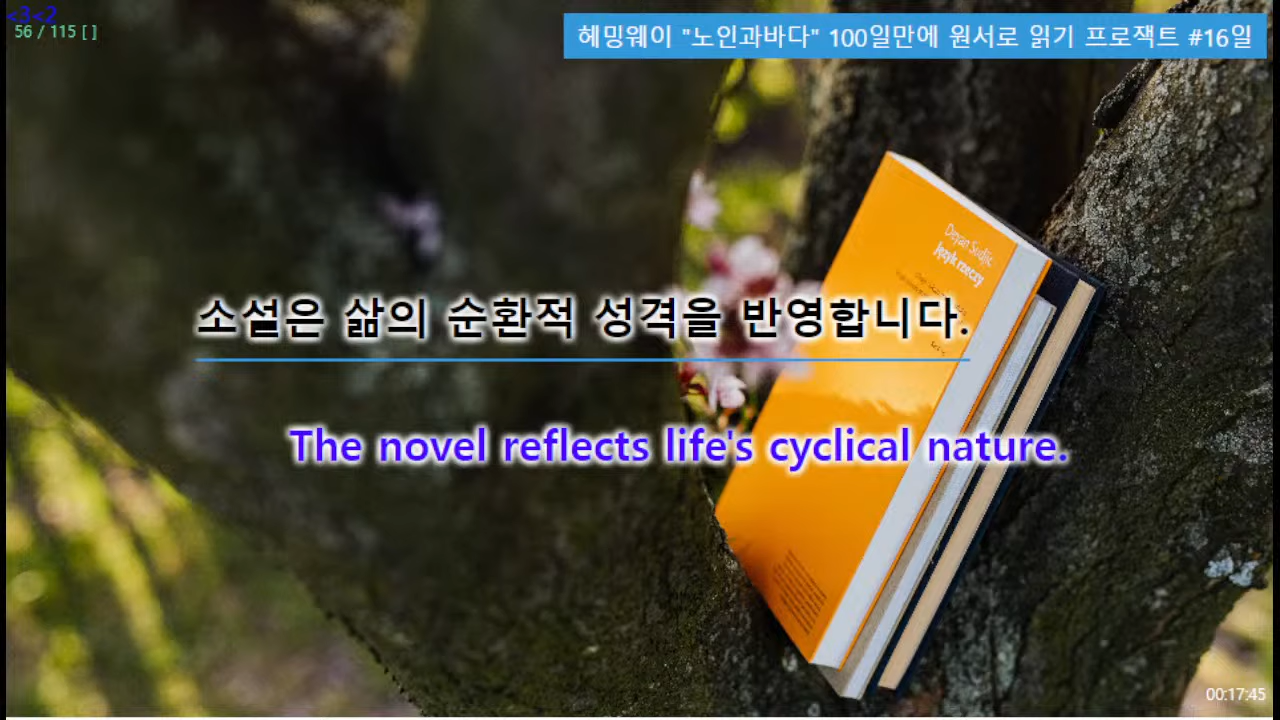 <3<2
56 / 115 [ ]
헤밍웨이 "노인과바다" 100일만에 원서로 읽기 프로잭트 #16일
Deyan Sudjic
Język rzeczy
소설은 삶의 순환적 성격을 반영합니다.
The novel reflects life's cyclical nature.
00:17:45